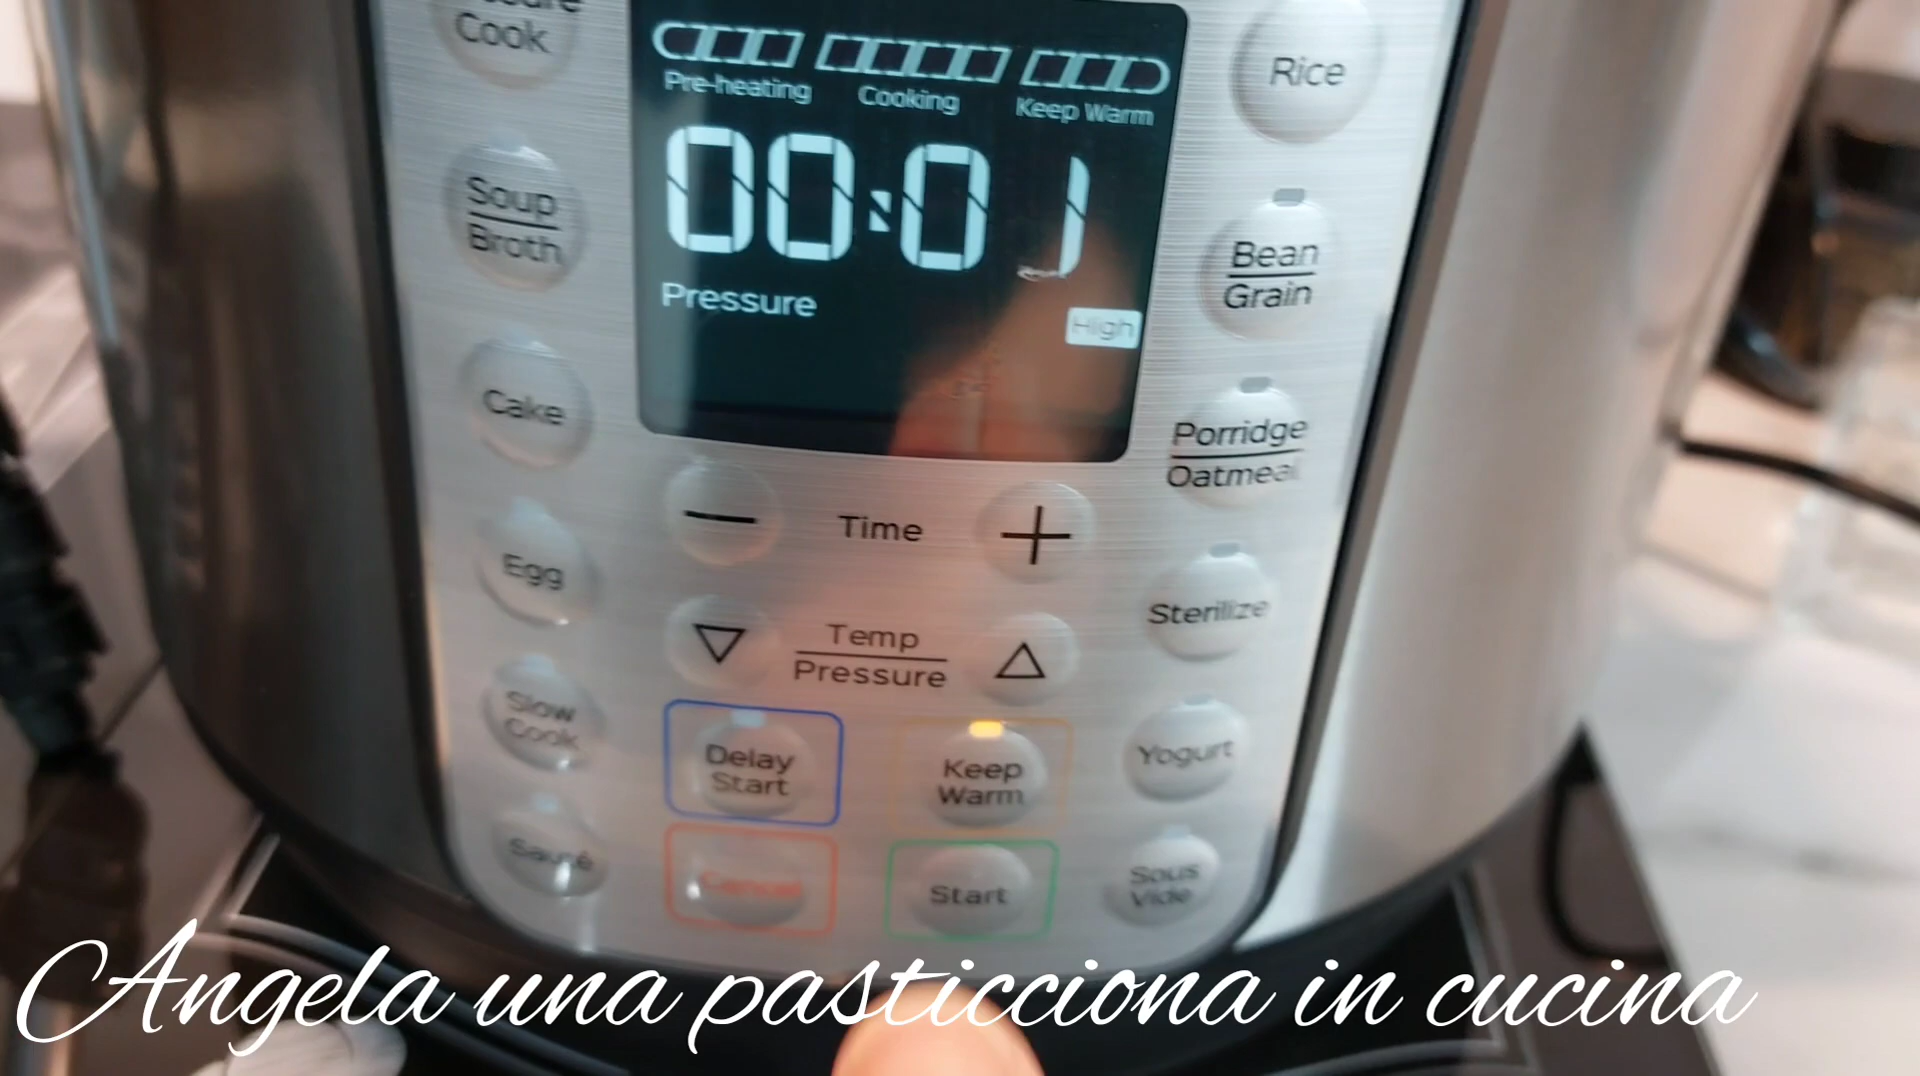 Cook
Pre-heating
Cooking
Keep Warm
Rice
00:01
Soup
Broth
Pressure
High
Bean
Grain
Cake
Porridge
Oatmeal
Time
Egg
Temp
Pressure
Sterilize
Slow
Cook
Delay
Start
Keep
Warm
Yogurt
Sauté
Cancel
Start
Sous
Vide
Angela una pasticciona in cucina